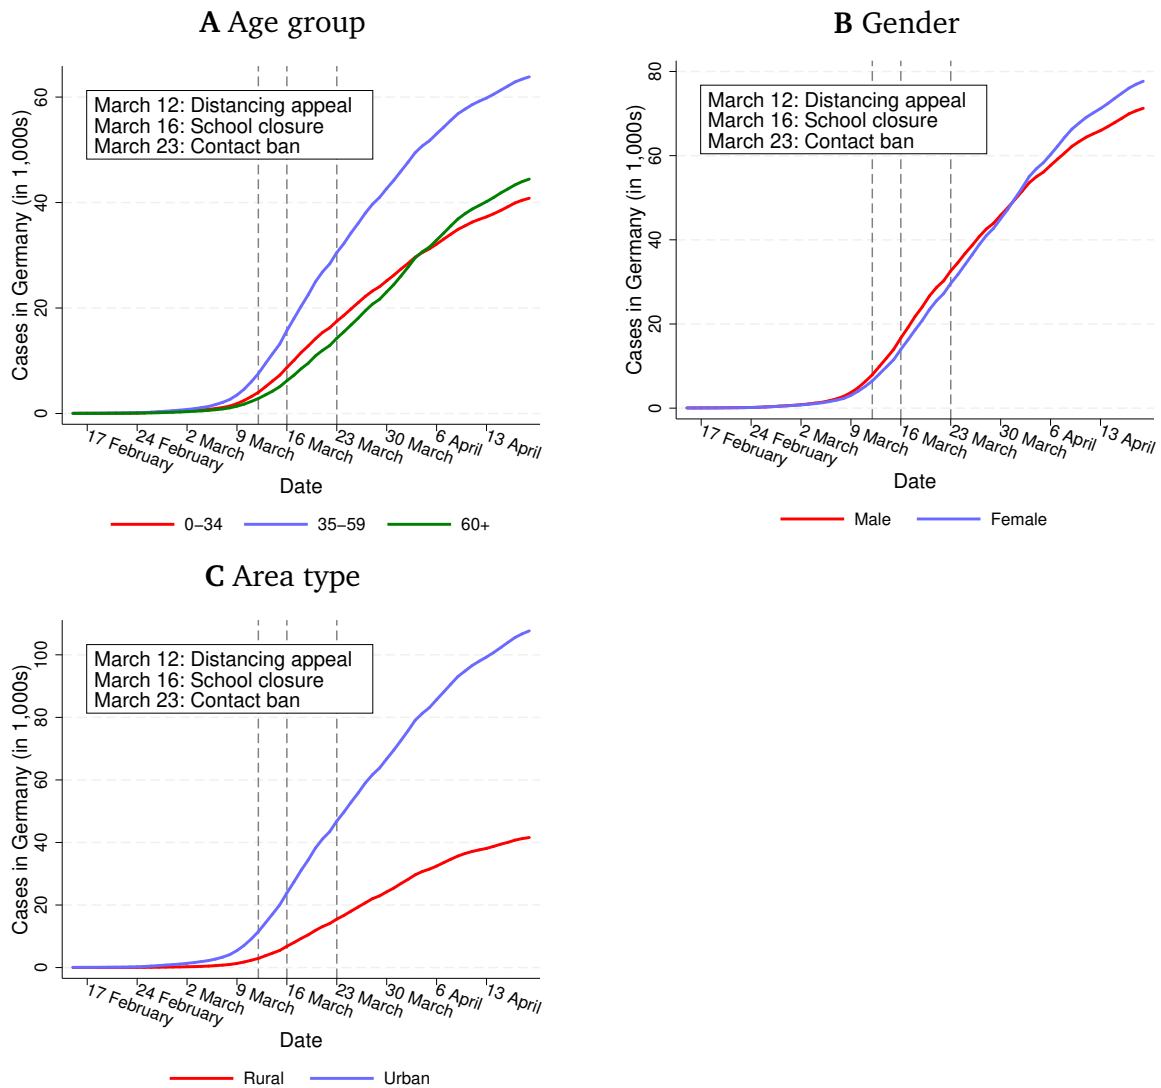 A Age group
Cases in Germany (in 1,000s)
60
40
20
0
March 12: Distancing appeal
March 16: School closure
March 23: Contact ban
17 February
24 February
2 March
9 March
16 March
23 March
30 March
6 April
13 April
Date
0–34
35–59
60+
B Gender
Cases in Germany (in 1,000s)
80
60
40
20
0
March 12: Distancing appeal
March 16: School closure
March 23: Contact ban
17 February
24 February
2 March
9 March
16 March
23 March
30 March
6 April
13 April
Date
Male
Female
C Area type
Cases in Germany (in 1,000s)
100
80
60
40
20
0
March 12: Distancing appeal
March 16: School closure
March 23: Contact ban
17 February
24 February
2 March
9 March
16 March
23 March
30 March
6 April
13 April
Date
Rural
Urban